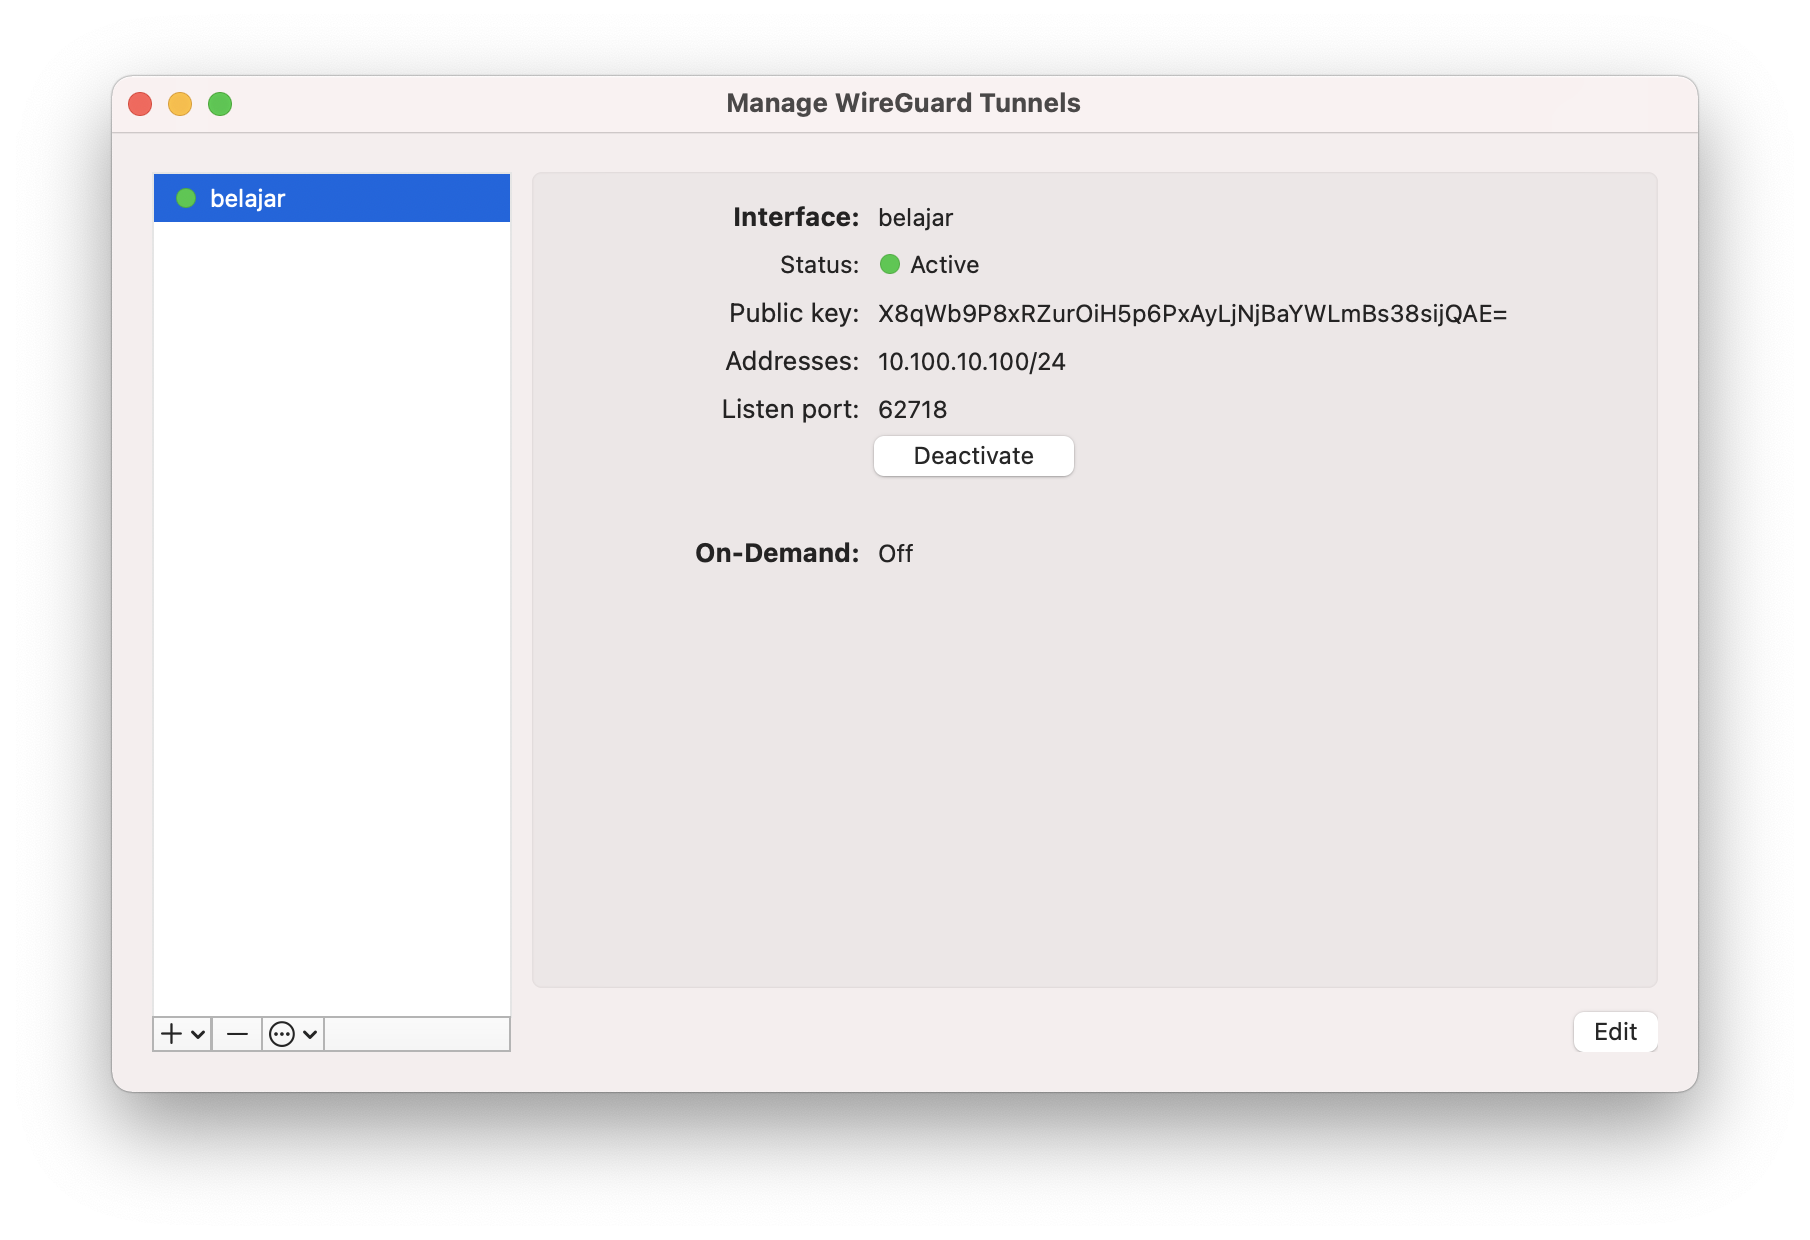 Manage WireGuard Tunnels
belajar
Interface: belajar
Status: Active
Public key: X8qWb9P8xRZurOiH5p6PxAyLjNjBaYWLmBs38sijQAE=
Addresses: 10.100.10.100/24
Listen port: 62718
Deactivate
On-Demand: Off
Edit